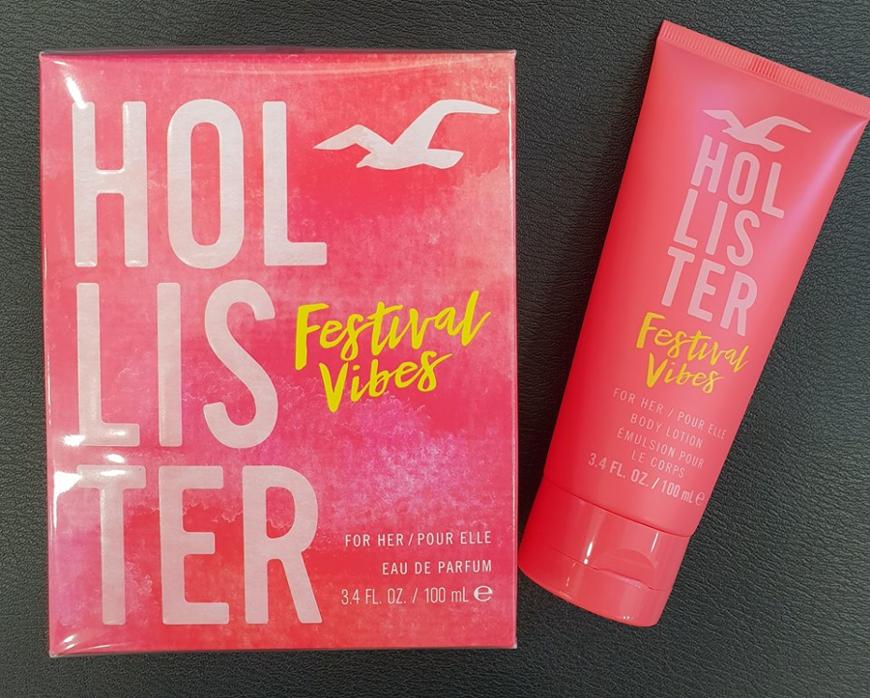 HOL
LIS
TER
Festival
Vibes
FOR HER / POUR ELLE
EAU DE PARFUM
3.4 FL. OZ. / 100 mL e
HOL
LIS
TER
Festival
Vibes
FOR HER / POUR ELLE
BODY LOTION
ÉMULSION POUR
LE CORPS
3.4 FL. OZ. / 100 mL e